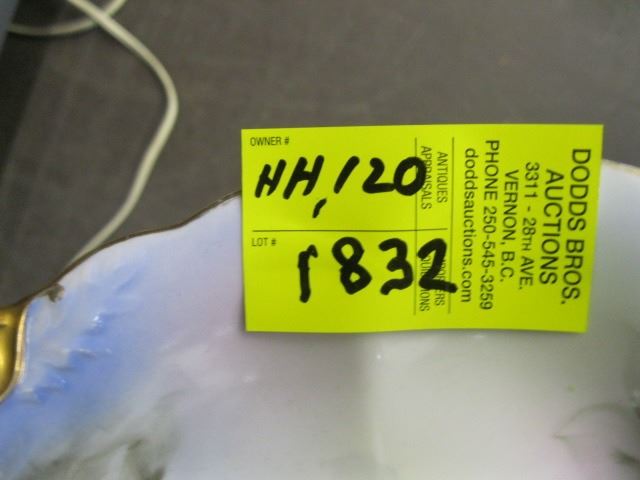 OWNER #
HH,120
LOT #
1832
ANTIQUES
APPRAISALS
DODDS BROS.
AUCTIONS
3311 - 28TH AVE.
VERNON, B.C.
PHONE 250-545-3259
doddsauctions.com